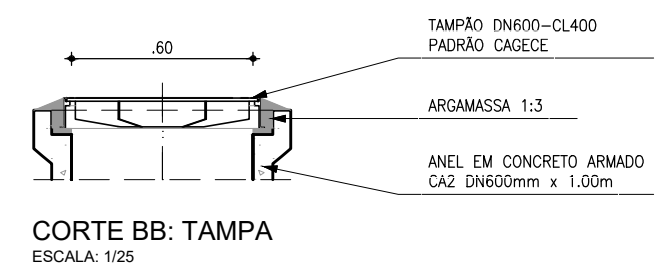 TAMPÃO DN600-CL400
PADRÃO CAGECE
.60
ARGAMASSA 1:3
ANEL EM CONCRETO ARMADO
CA2 DN600mm x 1.00m
CORTE BB: TAMPA
ESCALA: 1/25